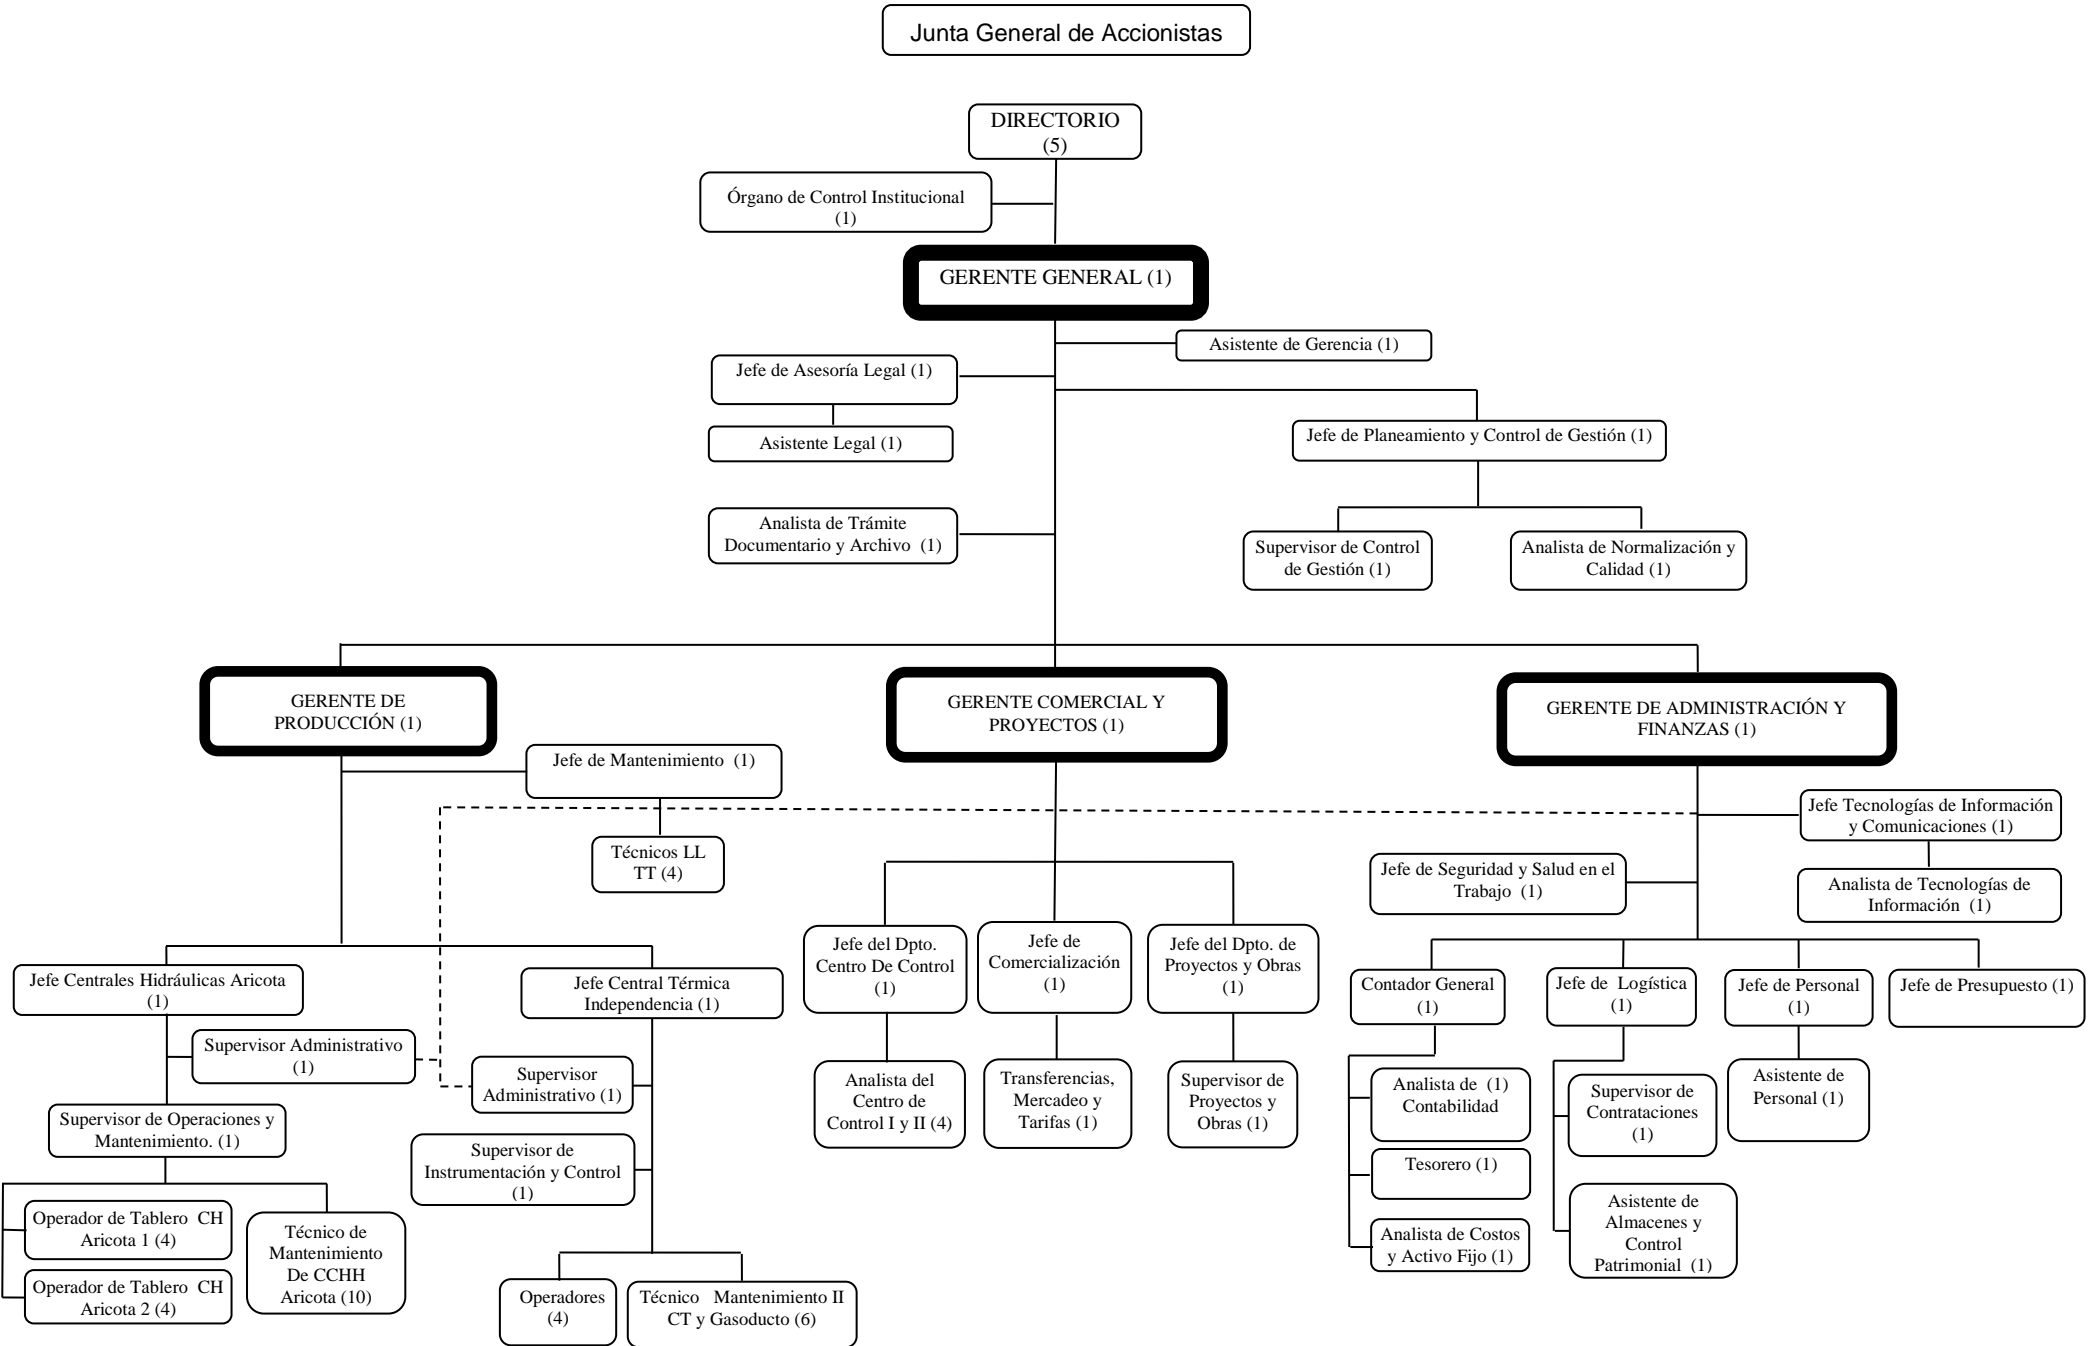 Junta General de Accionistas
DIRECTORIO
(5)
Órgano de Control Institucional
(1)
GERENTE GENERAL (1)
Asistente de Gerencia (1)
Jefe de Asesoría Legal (1)
Asistente Legal (1)
Jefe de Planeamiento y Control de Gestión (1)
Analista de Trámite
Documentario y Archivo (1)
Supervisor de Control
de Gestión (1)
Analista de Normalización y
Calidad (1)
GERENTE DE
PRODUCCIÓN (1)
GERENTE COMERCIAL Y
PROYECTOS (1)
GERENTE DE ADMINISTRACIÓN Y
FINANZAS (1)
Jefe de Mantenimiento (1)
Técnicos LL
TT (4)
Jefe Tecnologías de Información
y Comunicaciones (1)
Jefe de Seguridad y Salud en el
Trabajo (1)
Analista de Tecnologías de
Información (1)
Jefe Centrales Hidráulicas Aricota
(1)
Supervisor Administrativo
(1)
Supervisor de Operaciones y
Mantenimiento. (1)
Operador de Tablero CH
Aricota 1 (4)
Operador de Tablero CH
Aricota 2 (4)
Técnico de
Mantenimiento
De CCHH
Aricota (10)
Jefe Central Térmica
Independencia (1)
Supervisor
Administrativo (1)
Supervisor de
Instrumentación y Control
(1)
Operadores
(4)
Técnico Mantenimiento II
CT y Gasoducto (6)
Jefe del Dpto.
Centro De Control
(1)
Analista del
Centro de
Control I y II (4)
Jefe de
Comercialización
(1)
Transferencias,
Mercadeo y
Tarifas (1)
Jefe del Dpto. de
Proyectos y Obras
(1)
Supervisor de
Proyectos y
Obras (1)
Contador General
(1)
Analista de (1)
Contabilidad
Tesorero (1)
Analista de Costos
y Activo Fijo (1)
Jefe de Logística
(1)
Supervisor de
Contrataciones
(1)
Asistente de
Almacenes y
Control
Patrimonial (1)
Jefe de Personal
(1)
Asistente de
Personal (1)
Jefe de Presupuesto (1)